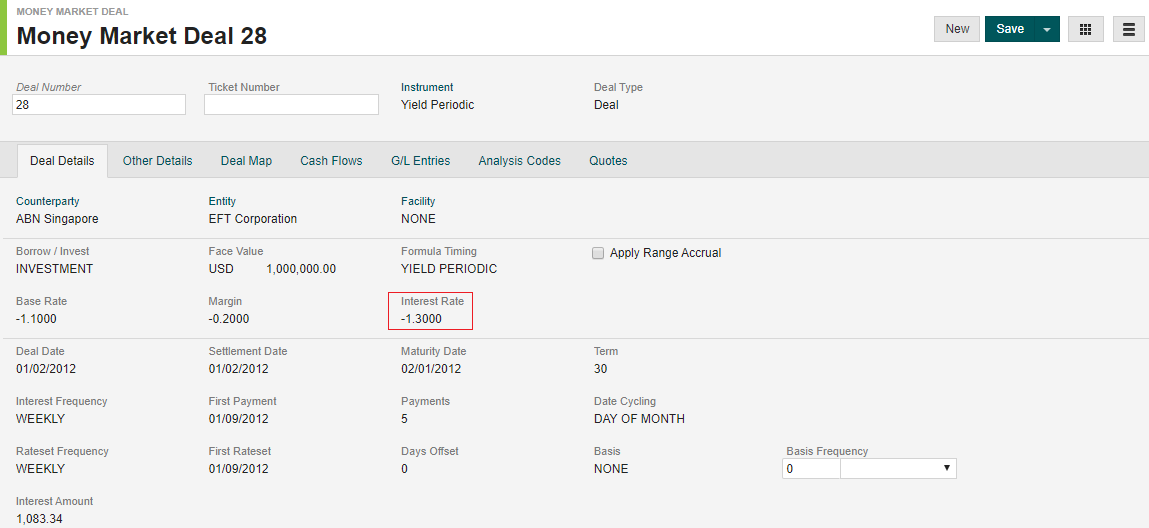 MONEY MARKET DEAL
Money Market Deal 28
New Save
Deal Number Ticket Number Instrument Deal Type
28 Yield Periodic Deal
Deal Details Other Details Deal Map Cash Flows G/L Entries Analysis Codes Quotes
Counterparty Entity Facility
ABN Singapore EFT Corporation NONE
Borrow / Invest Face Value Formula Timing Apply Range Accrual
INVESTMENT USD 1,000,000.00 YIELD PERIODIC
Base Rate Margin Interest Rate
-1.1000 -0.2000 -1.3000
Deal Date Settlement Date Maturity Date Term
01/02/2012 01/02/2012 02/01/2012 30
Interest Frequency First Payment Payments Date Cycling
WEEKLY 01/09/2012 5 DAY OF MONTH
Rateset Frequency First Rateset Days Offset Basis Basis Frequency
WEEKLY 01/09/2012 0 NONE 0
Interest Amount
1,083.34